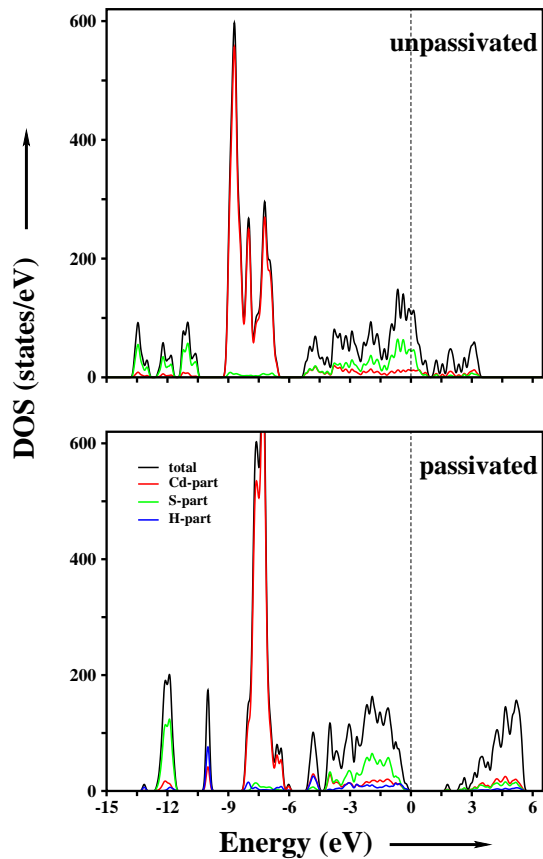 600
unpassivated
400
200
0
DOS (states/eV)
600
passivated
total
Cd-part
S-part
H-part
400
200
0
-15 -12 -9 -6 -3 0 3 6
Energy (eV)